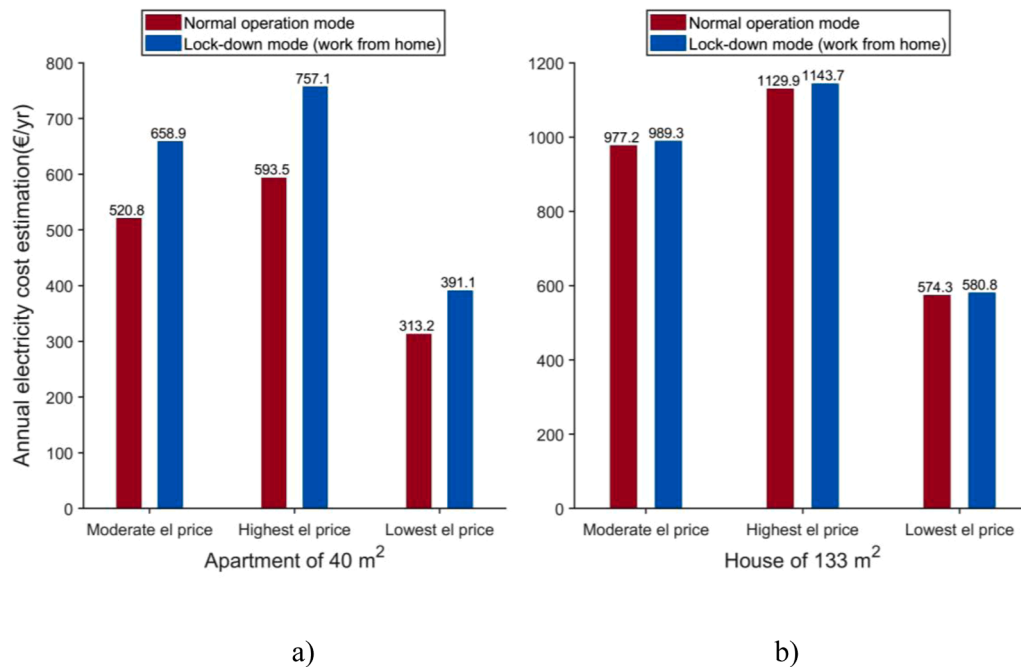 Normal operation mode
Lock-down mode (work from home)
Annual electricity cost estimation(€/yr)
800
700
600
500
400
300
200
100
0
520.8
658.9
593.5
757.1
313.2
391.1
Moderate el price
Highest el price
Lowest el price
Apartment of 40 m²
a)
Normal operation mode
Lock-down mode (work from home)
1200
1000
800
600
400
200
0
977.2
989.3
1129.9
1143.7
574.3
580.8
Moderate el price
Highest el price
Lowest el price
House of 133 m²
b)